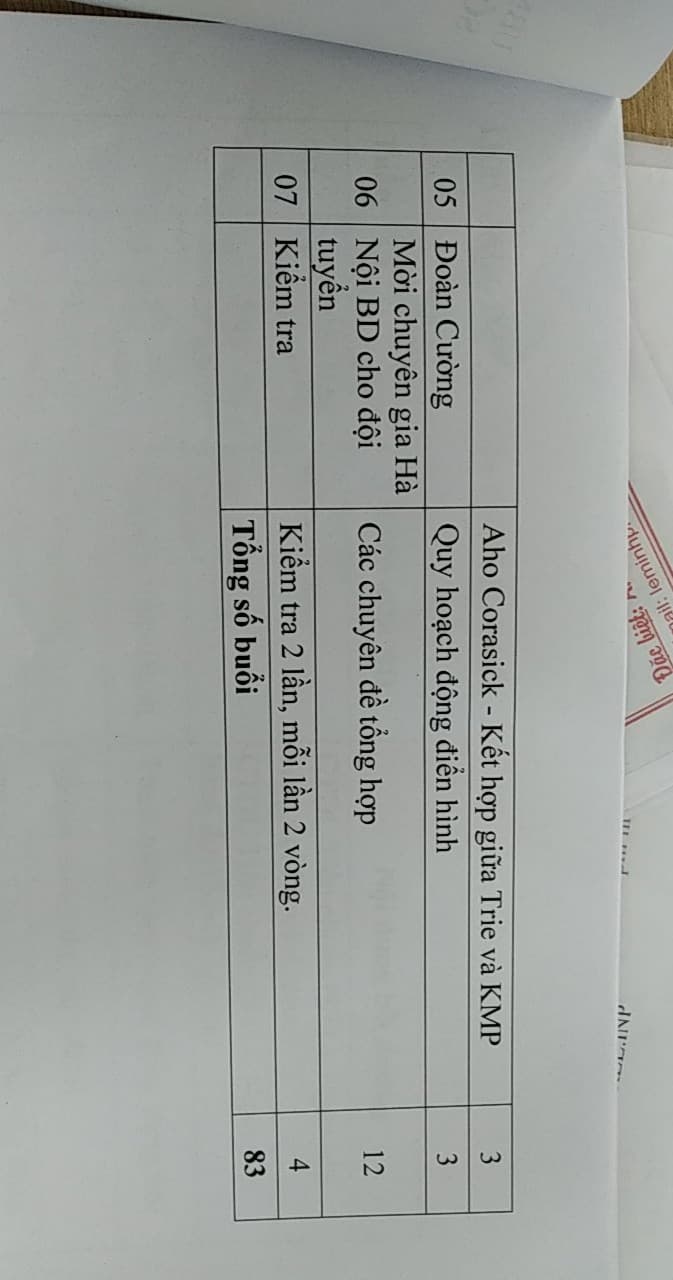 Aho Corasick - Kết hợp giữa Trie và KMP 3
05 Đoàn Cường Quy hoạch động điển hình 3
Mời chuyên gia Hà
06 Nội BD cho đội Các chuyên đề tổng hợp 12
tuyển
07 Kiểm tra Kiểm tra 2 lần, mỗi lần 2 vòng. 4
Tổng số buổi 83
Đặc biệt: